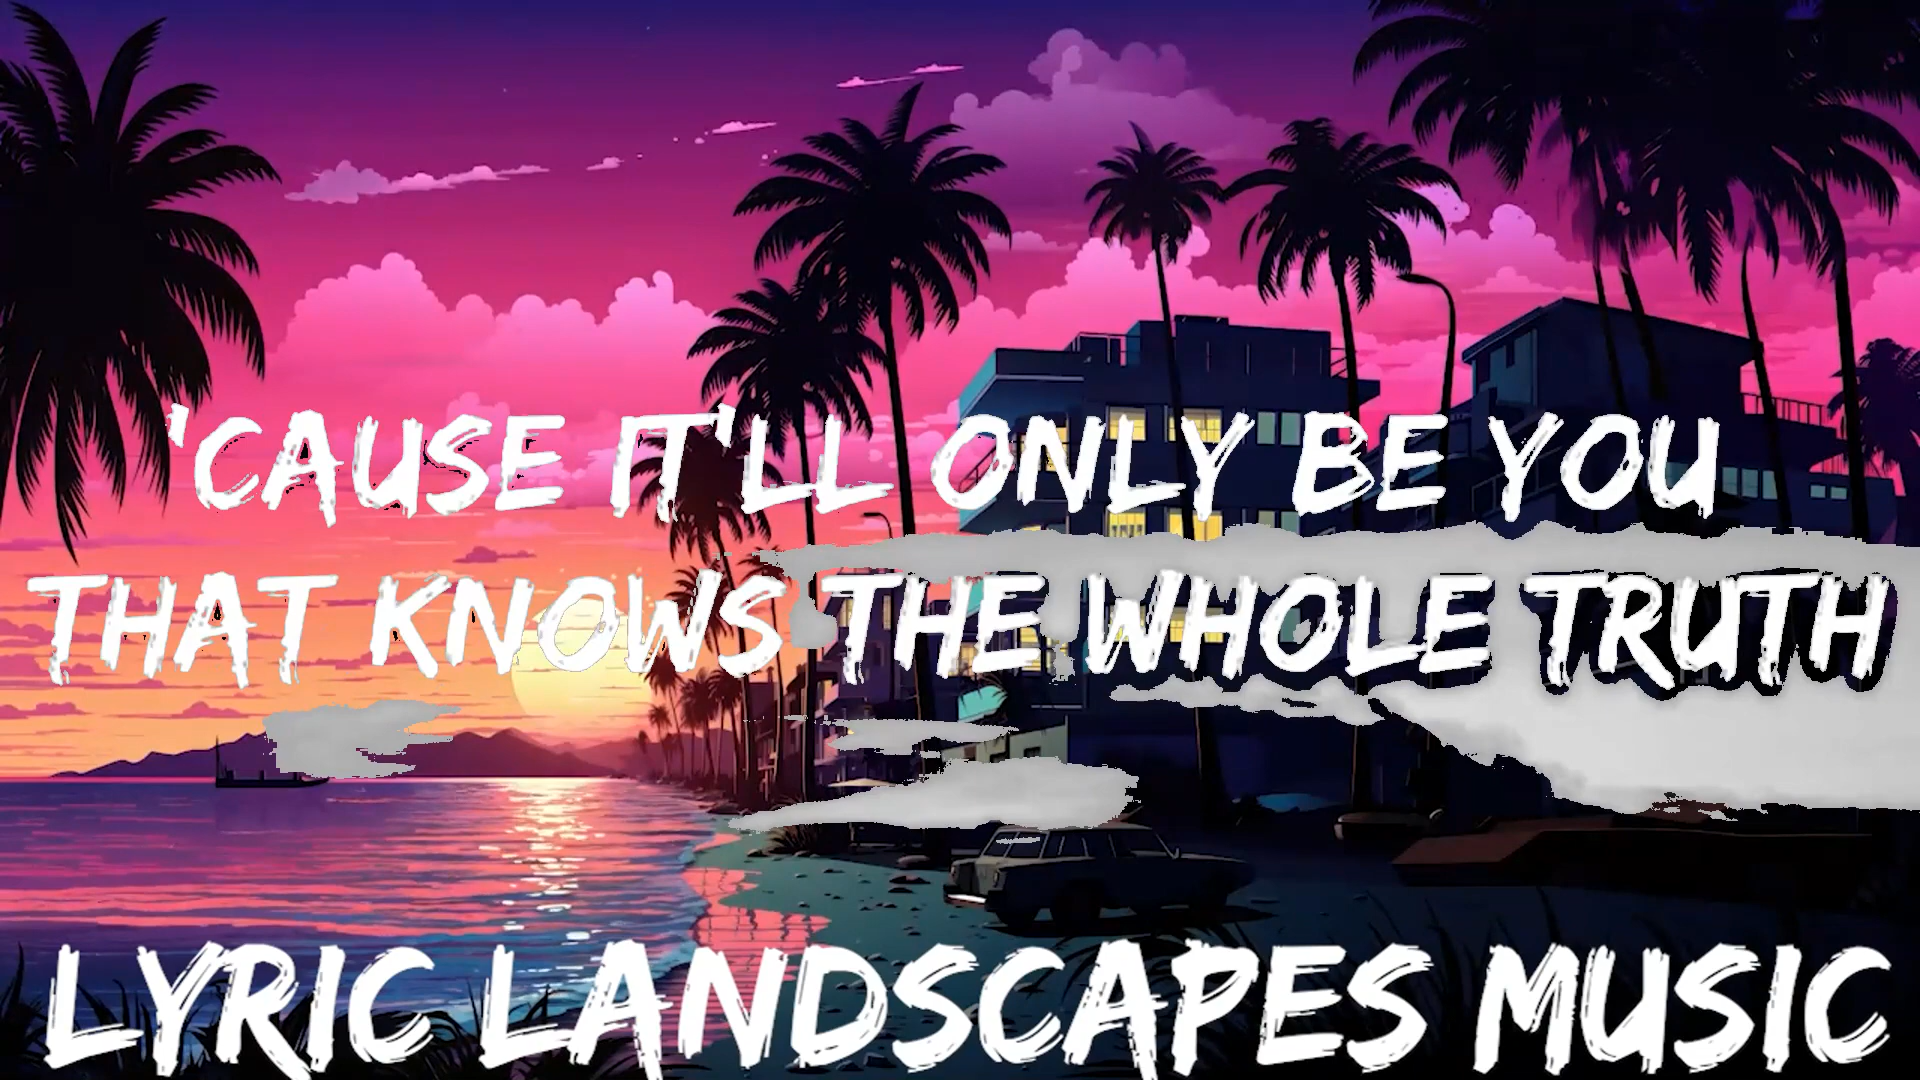 'CAUSE IT'LL ONLY BE YOU
THAT KNOWS THE WHOLE TRUTH
LYRIC LANDSCAPES MUSIC